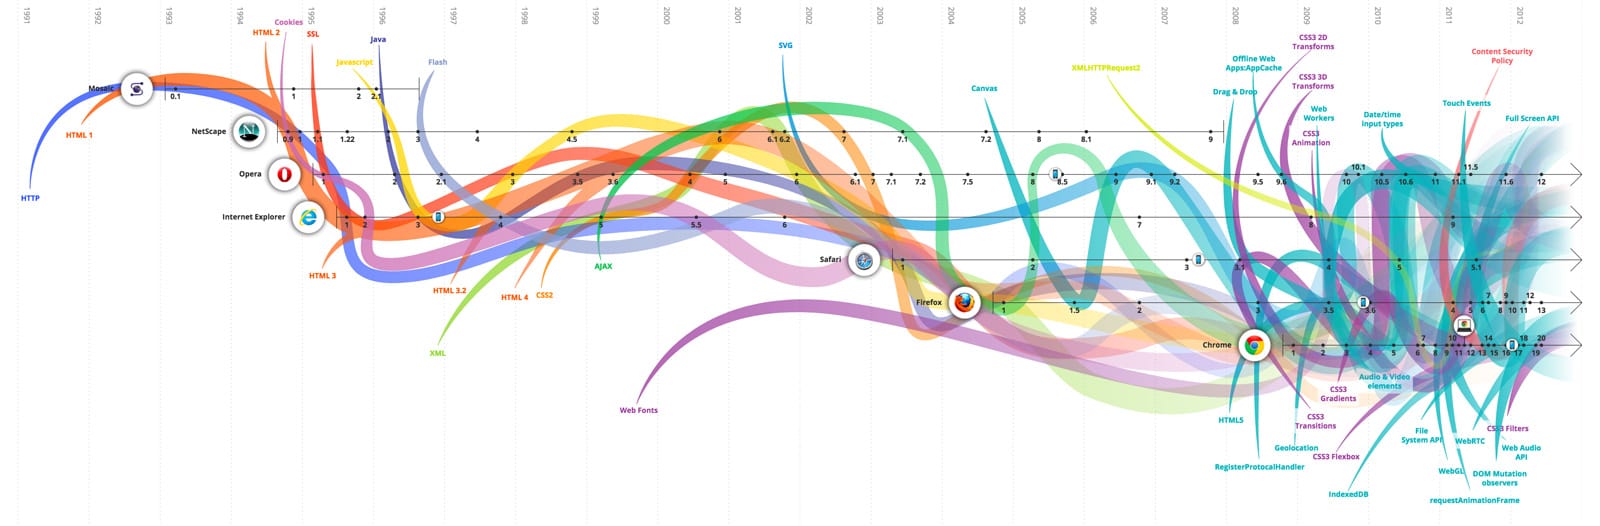 1991 1992 1993 1994 1995 1996 1997 1998 1999 2000 2001 2002 2003 2004 2005 2006 2007 2008 2009 2010 2011 2012
Cookies
HTML 2
SSL
Java
Javascript
Flash
SVG
XMLHTTPRequest2
Canvas
Offline Web
Apps:AppCache
Drag & Drop
CSS3 2D
Transforms
CSS3 3D
Transforms
Web
Workers
CSS3
Animation
Date/time
input types
Content Security
Policy
Touch Events
Full Screen API
Mosaic
0.1 1 2 2.1
HTML 1
HTTP
NetScape
0.9 1 1.1 1.22 2 3 4 4.5 6 6.1 6.2 7 7.1 7.2 8 8.1 9
Opera
1 2 2.1 3 3.5 3.6 4 5 6 6.1 7 7.1 7.2 7.5 8 8.5 9 9.1 9.2 9.5 9.6 10 10.1 10.5 10.6 11 11.1 11.5 11.6 12
Internet Explorer
1 2 3 4 5 5.5 6 7 8 9
Safari
1 2 3 3.1 4 5 5.1
Firefox
1 1.5 2 3 3.5 3.6 4 5 6 7 8 9 10 11 12 13
Chrome
1 2 3 4 5 6 7 8 9 10 11 12 13 14 15 16 17 18 19 20
HTML 3
HTML 3.2
HTML 4
CSS2
AJAX
XML
Web Fonts
HTML5
RegisterProtocalHandler
Geolocation
CSS3
Transitions
CSS3
Gradients
Audio & Video
elements
CSS3 Flexbox
IndexedDB
File
System API
WebGL
WebRTC
requestAnimationFrame
CSS3 Filters
Web Audio
API
DOM Mutation
observers